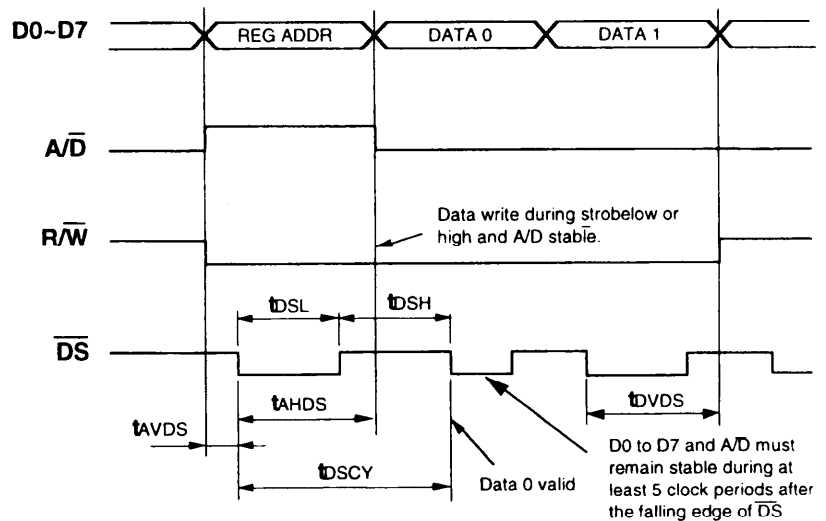 D0~D7
REG ADDR
DATA 0
DATA 1
A/D̅
R/W̅
Data write during strobelow or
high and A/D stable.
tDSL
tDSH
D̅S̅
tAHDS
tDVDS
tAVDS
tDSCY
Data 0 valid
D0 to D7 and A/D̅ must
remain stable during at
least 5 clock periods after
the falling edge of D̅S̅